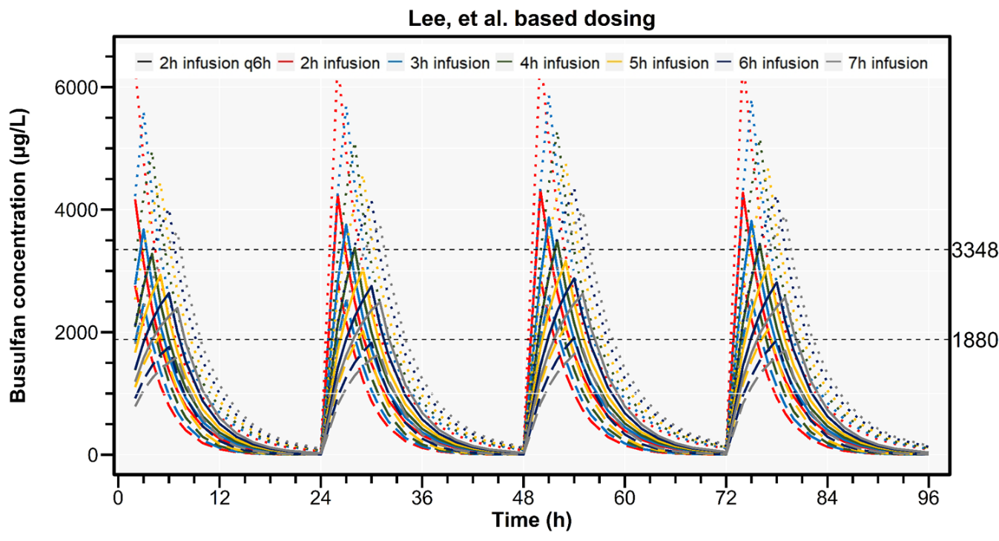 Lee, et al. based dosing
2h infusion q6h 2h infusion 3h infusion 4h infusion 5h infusion 6h infusion 7h infusion
Busulfan concentration (µg/L)
6000
4000
2000
0
3348
1880
0 12 24 36 48 60 72 84 96
Time (h)